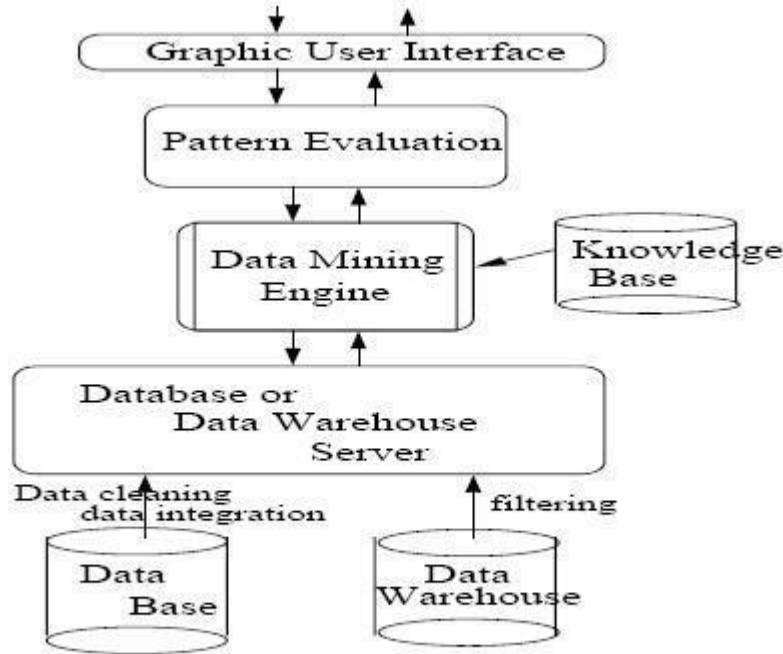 Graphic User Interface
Pattern Evaluation
Data Mining
Engine
Knowledge
Base
Database or
Data Warehouse
Server
Data cleaning
data integration
filtering
Data
Base
Data
Warehouse